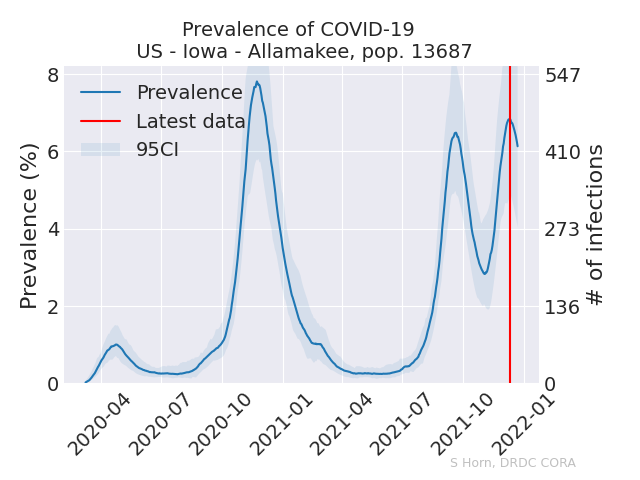 Prevalence of COVID-19
US - Iowa - Allamakee, pop. 13687
Prevalence
Latest data
95CI
Prevalence (%)
8
6
4
2
0
547
410
273
136
0
# of infections
2020-04
2020-07
2020-10
2021-01
2021-04
2021-07
2021-10
2022-01
S Horn, DRDC CORA